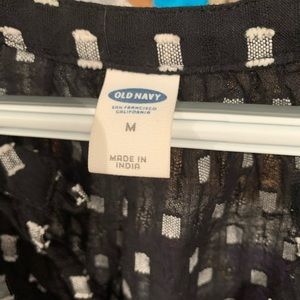 OLD NAVY
SAN FRANCISCO
CALIFORNIA
M
MADE IN
INDIA